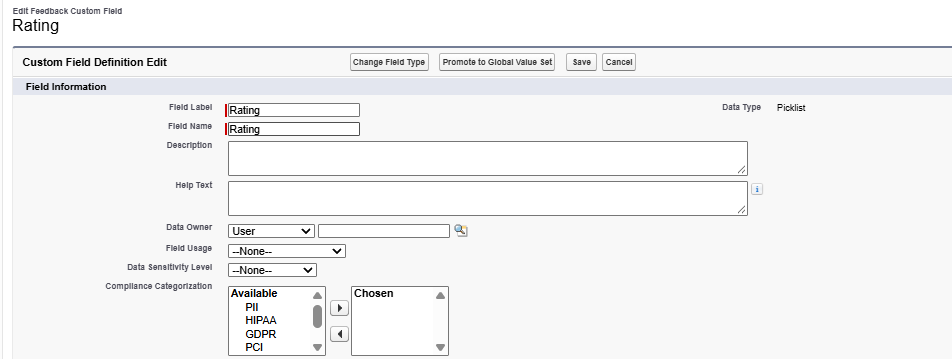 Edit Feedback Custom Field
Rating
Custom Field Definition Edit
Change Field Type
Promote to Global Value Set
Save
Cancel
Field Information
Field Label
Rating
Data Type
Picklist
Field Name
Rating
Description
Help Text
i
Data Owner
User
Field Usage
--None--
Data Sensitivity Level
--None--
Compliance Categorization
Available
PII
HIPAA
GDPR
PCI
Chosen